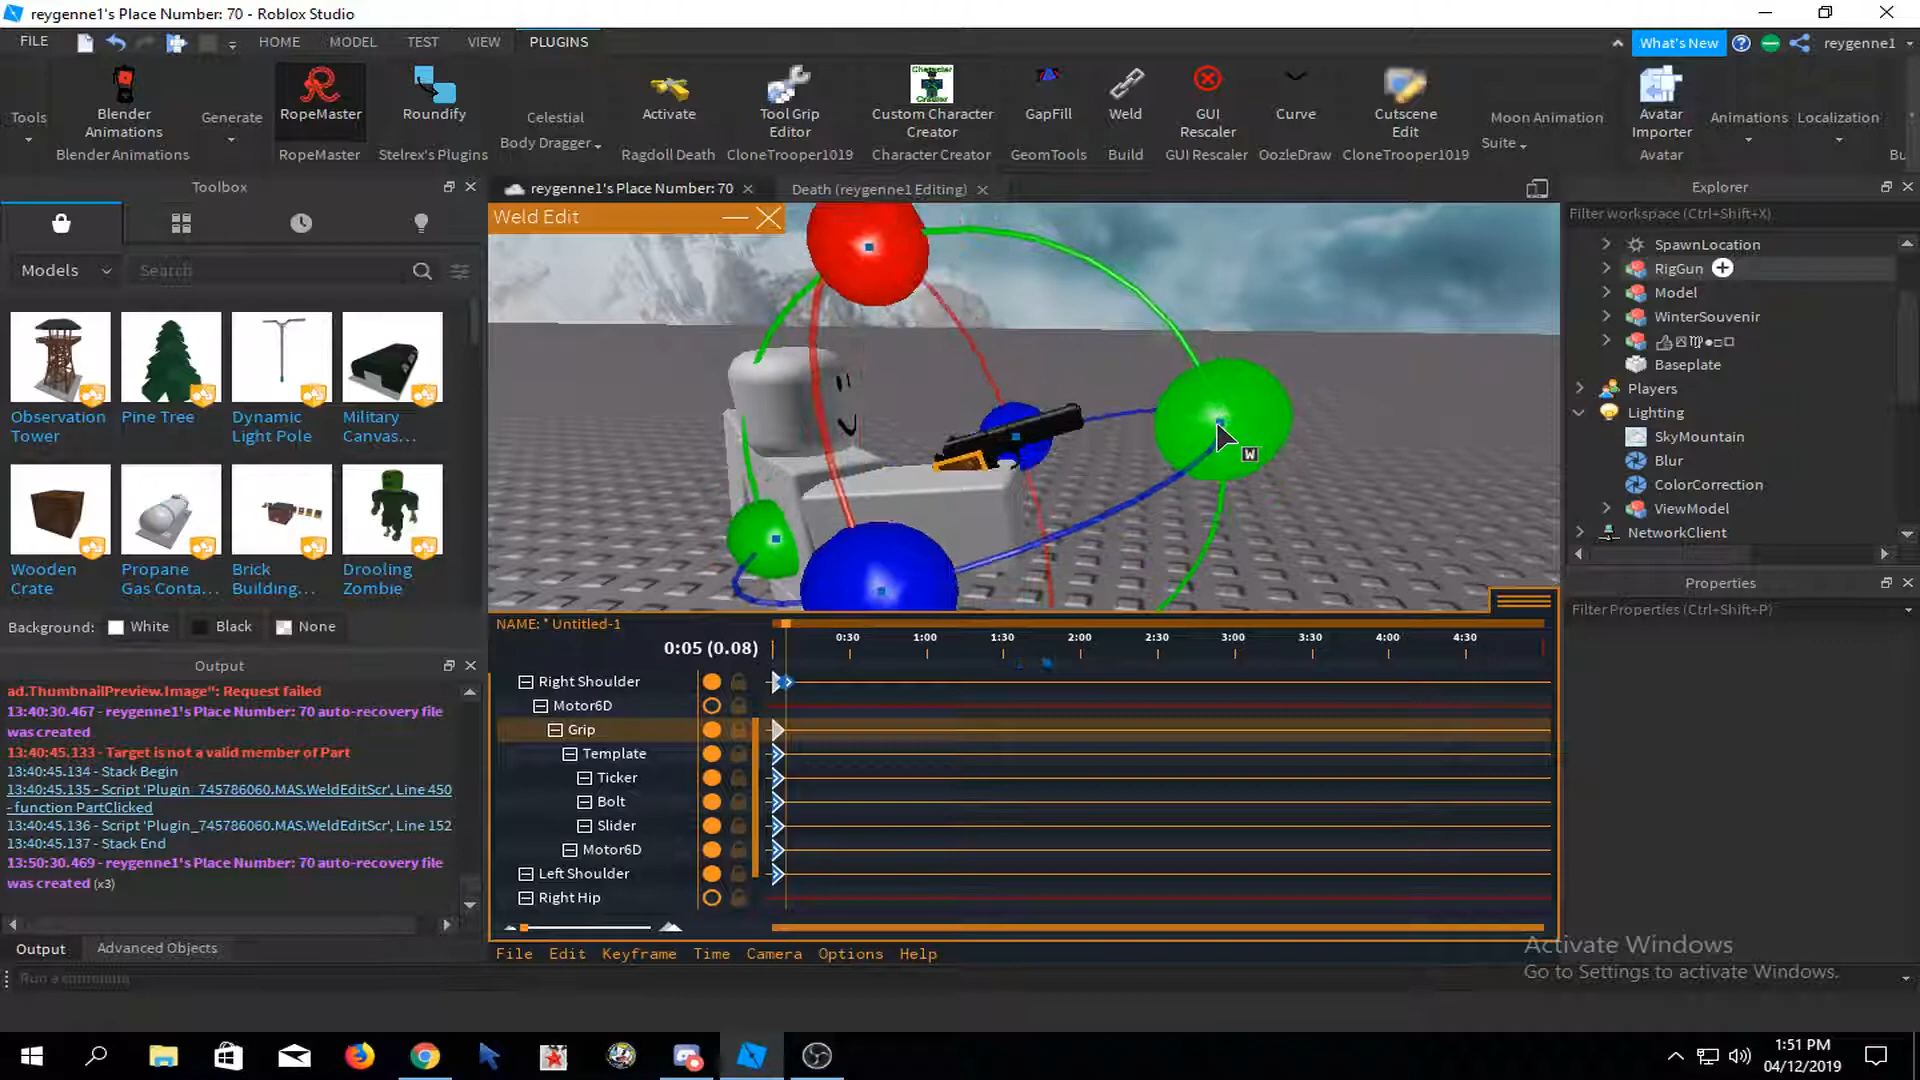 reygenne1's Place Number: 70 - Roblox Studio
FILE
HOME
MODEL
TEST
VIEW
PLUGINS
What's New
reygenne1
Tools
Blender
Animations
Blender Animations
Generate
RopeMaster
RopeMaster
Roundify
Stelrex's Plugins
Celestial
Body Dragger
Activate
Ragdoll Death
Tool Grip
Editor
CloneTrooper1019
Custom Character
Creator
Character Creator
GapFill
GeomTools
Weld
Build
GUI
Rescaler
GUI Rescaler
Curve
OozleDraw
Cutscene
Edit
CloneTrooper1019
Moon Animation
Suite
Avatar
Importer
Avatar
Animations
Localization
Bu
Toolbox
Models
Search
Observation
Tower
Pine Tree
Dynamic
Light Pole
Military
Canvas...
Wooden
Crate
Propane
Gas Conta...
Brick
Building...
Drooling
Zombie
Background:
White
Black
None
Output
ad.ThumbnailPreview.Image": Request failed
13:40:30.467 - reygenne1's Place Number: 70 auto-recovery file
was created
13:40:45.133 - Target is not a valid member of Part
13:40:45.134 - Stack Begin
13:40:45.135 - Script 'Plugin_745786060.MAS.WeldEditScr', Line 450
- function PartClicked
13:40:45.136 - Script 'Plugin_745786060.MAS.WeldEditScr', Line 152
13:40:45.137 - Stack End
13:50:30.469 - reygenne1's Place Number: 70 auto-recovery file
was created (x3)
Output
Advanced Objects
Run a command
reygenne1's Place Number: 70
Death (reygenne1 Editing)
Weld Edit
W
NAME: * Untitled-1
0:05 (0.08)
0:30
1:00
1:30
2:00
2:30
3:00
3:30
4:00
4:30
Right Shoulder
Motor6D
Grip
Template
Ticker
Bolt
Slider
Motor6D
Left Shoulder
Right Hip
File
Edit
Keyframe
Time
Camera
Options
Help
Explorer
Filter workspace (Ctrl+Shift+X)
SpawnLocation
RigGun
Model
WinterSouvenir
Baseplate
Players
Lighting
SkyMountain
Blur
ColorCorrection
ViewModel
NetworkClient
Properties
Filter Properties (Ctrl+Shift+P)
Activate Windows
Go to Settings to activate Windows.
1:51 PM
04/12/2019